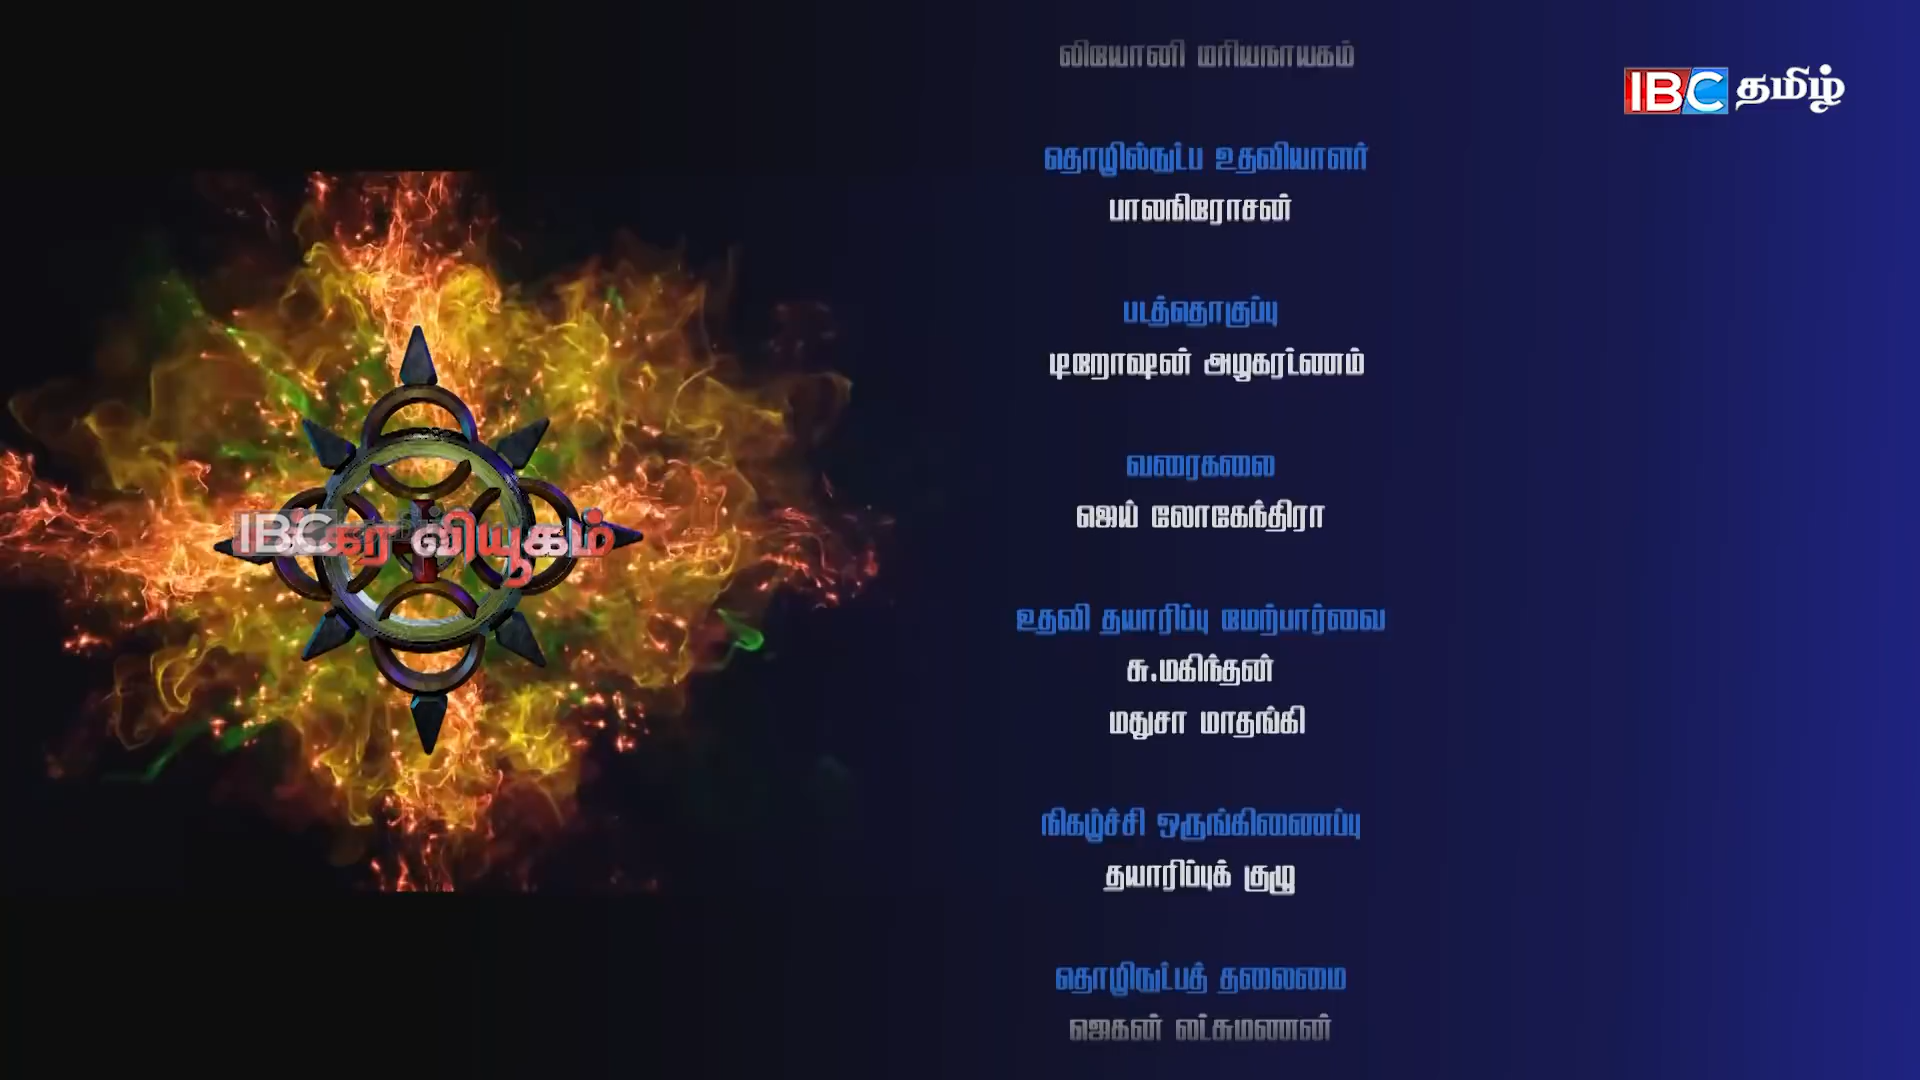 லியோனி மரியநாயகம்
IBC தமிழ்
தொழில்நுட்ப உதவியாளர்
பாலநிரோசன்
படத்தொகுப்பு
டிரோஷன் அழகரட்ணம்
வரைகலை
ஜெய் லோகேந்திரா
IBC
வியூகம்
உதவி தயாரிப்பு மேற்பார்வை
சு.மகிந்தன்
மதுசா மாதங்கி
நிகழ்ச்சி ஒருங்கிணைப்பு
தயாரிப்புக் குழு
தொழிநுட்பத் தலைமை
ஜெகன் லட்சுமணன்